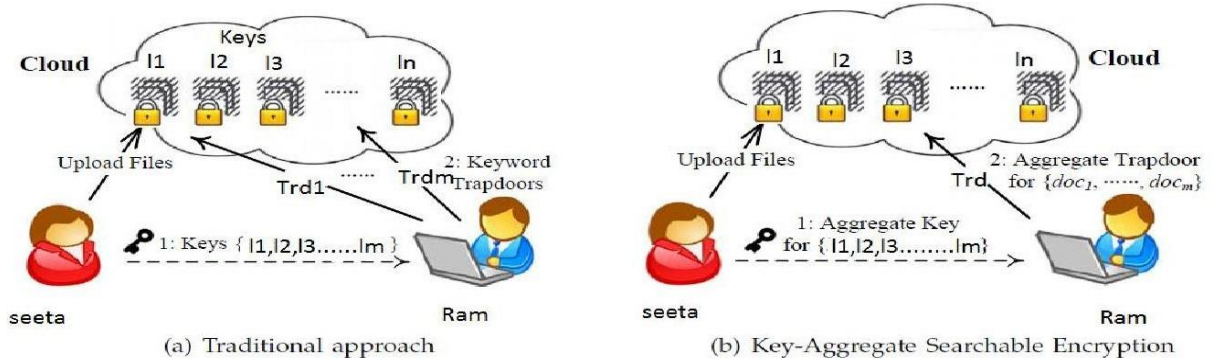 Keys
Cloud
l1 l2 l3 ...... ln
Upload Files
Trd1
......
Trdm
2: Keyword
Trapdoors
1: Keys { l1,l2,l3......lm }
seeta
Ram
(a) Traditional approach
l1 l2 l3 ...... ln
Cloud
Upload Files
Trd
2: Aggregate Trapdoor
for {doc1, ······, docm}
1: Aggregate Key
for {l1,l2,l3........lm}
seeta
Ram
(b) Key-Aggregate Searchable Encryption